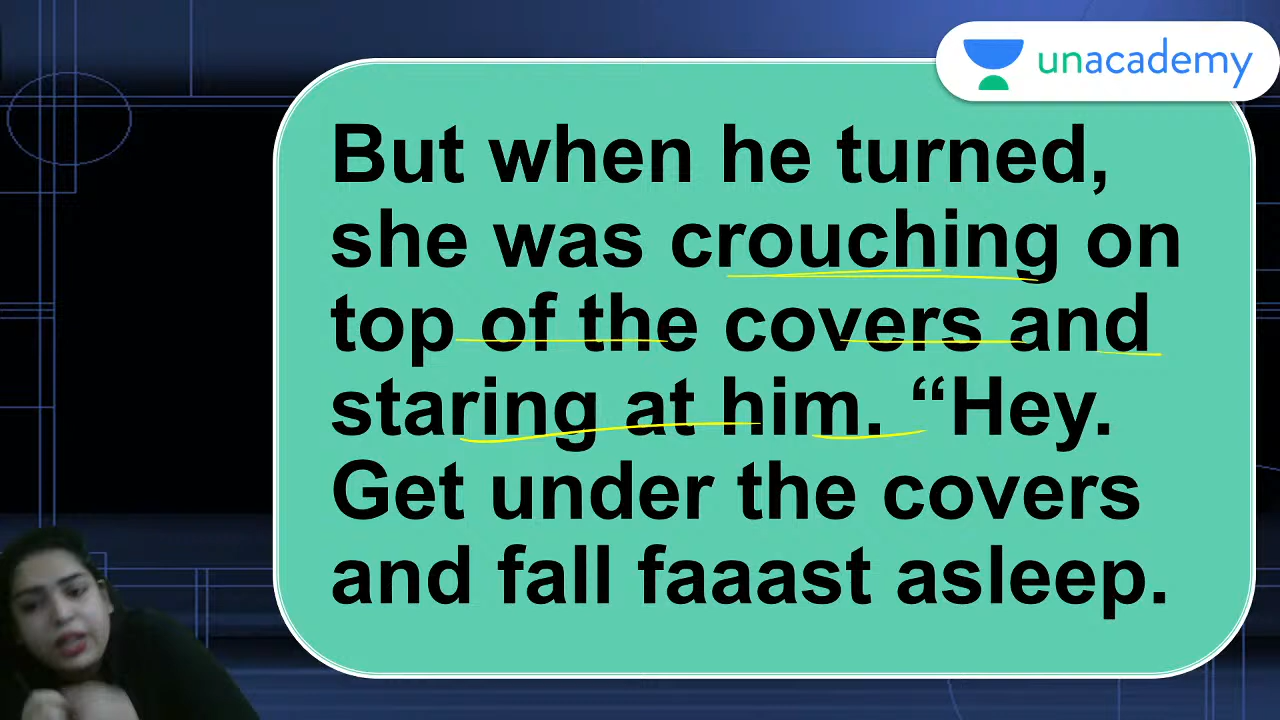 unacademy
But when he turned,
she was crouching on
top of the covers and
staring at him. “Hey.
Get under the covers
and fall faaast asleep.